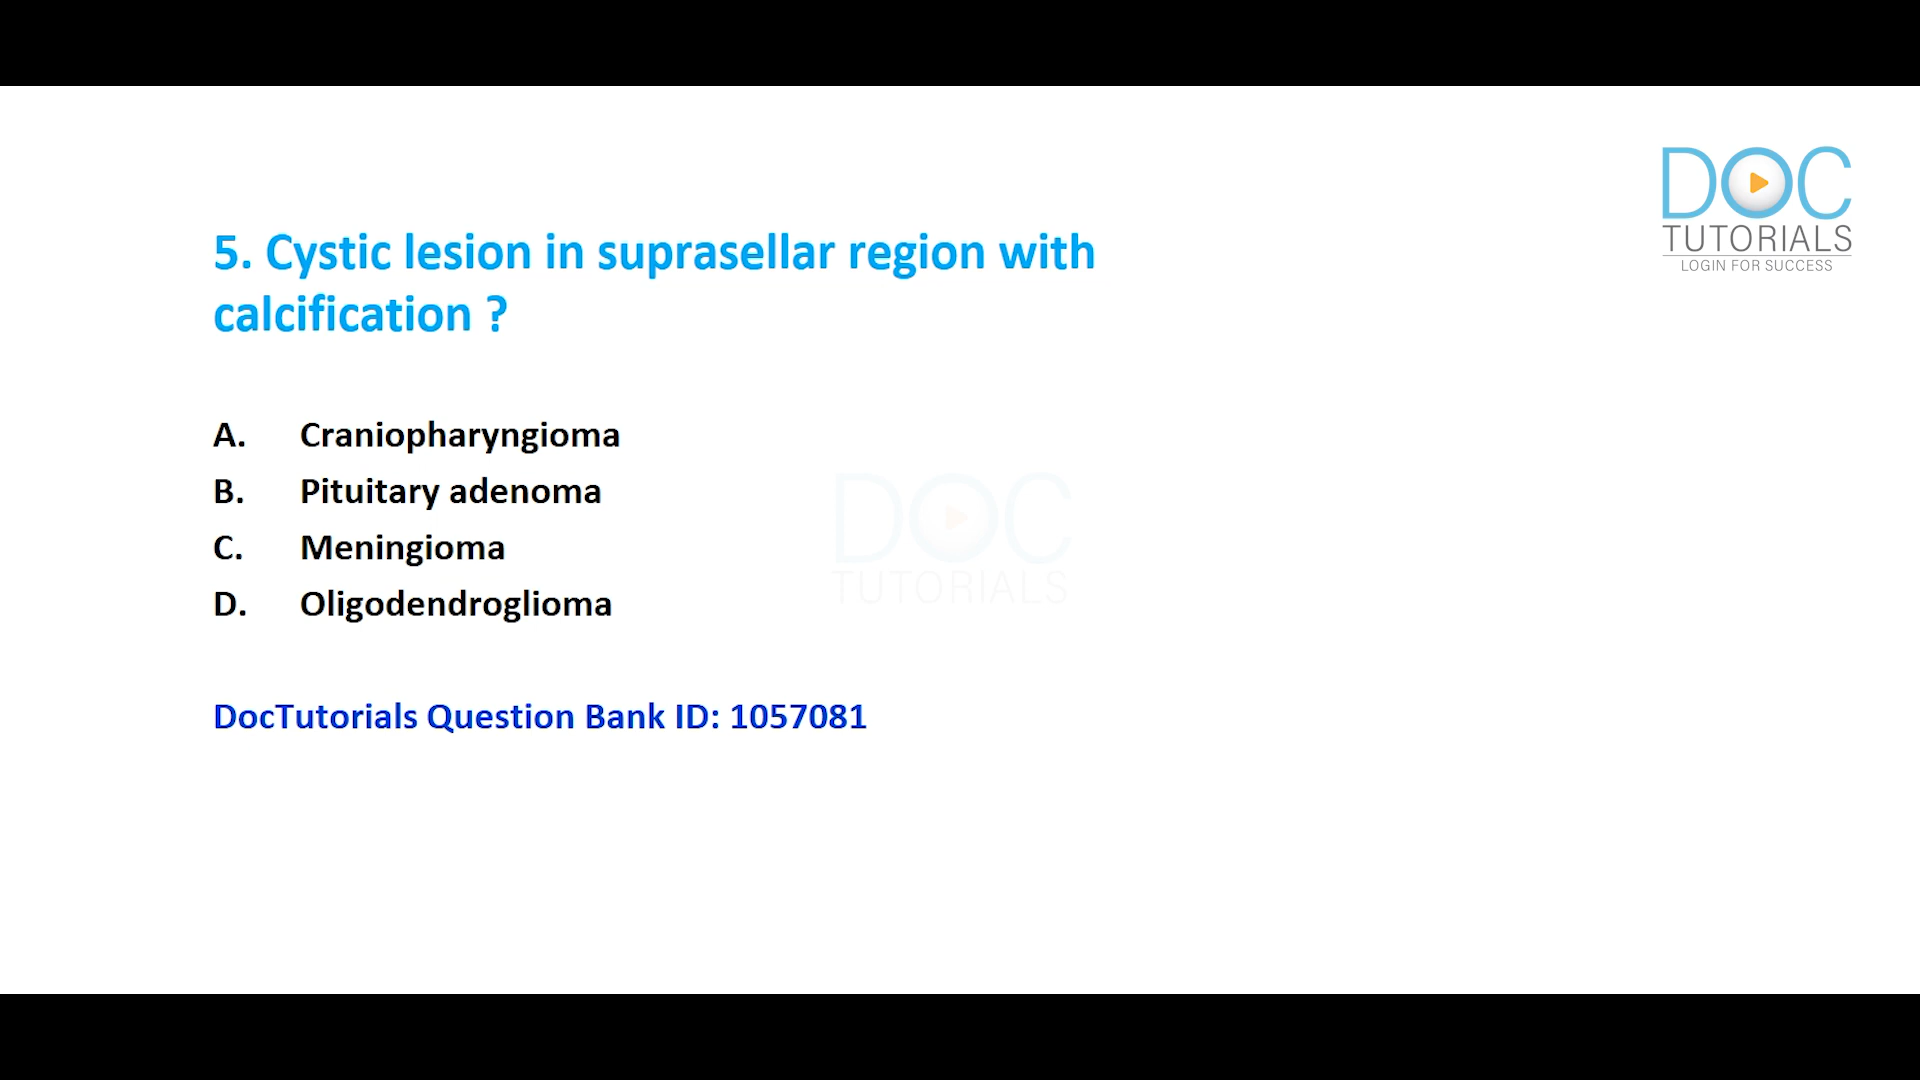 DOC
TUTORIALS
LOGIN FOR SUCCESS
5. Cystic lesion in suprasellar region with
calcification ?
A. Craniopharyngioma
B. Pituitary adenoma
C. Meningioma
D. Oligodendroglioma
DOC
TUTORIALS
DocTutorials Question Bank ID: 1057081